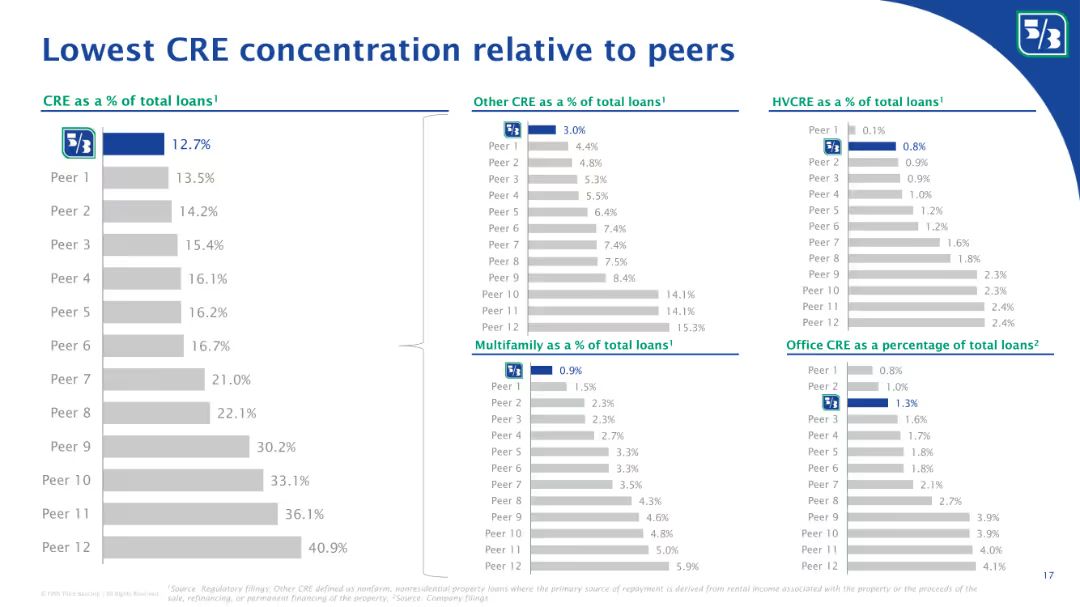 Lowest CRE concentration relative to peers
5/3
CRE as a % of total loans¹
5/3 12.7%
Peer 1 13.5%
Peer 2 14.2%
Peer 3 15.4%
Peer 4 16.1%
Peer 5 16.2%
Peer 6 16.7%
Peer 7 21.0%
Peer 8 22.1%
Peer 9 30.2%
Peer 10 33.1%
Peer 11 36.1%
Peer 12 40.9%
Other CRE as a % of total loans¹
5/3 3.0%
Peer 1 4.4%
Peer 2 4.8%
Peer 3 5.3%
Peer 4 5.5%
Peer 5 6.4%
Peer 6 7.4%
Peer 7 7.4%
Peer 8 7.5%
Peer 9 8.4%
Peer 10 14.1%
Peer 11 14.1%
Peer 12 15.3%
HVCRE as a % of total loans¹
Peer 1 0.1%
5/3 0.8%
Peer 2 0.9%
Peer 3 0.9%
Peer 4 1.0%
Peer 5 1.2%
Peer 6 1.2%
Peer 7 1.6%
Peer 8 1.8%
Peer 9 2.3%
Peer 10 2.3%
Peer 11 2.4%
Peer 12 2.4%
Multifamily as a % of total loans¹
5/3 0.9%
Peer 1 1.5%
Peer 2 2.3%
Peer 3 2.3%
Peer 4 2.7%
Peer 5 3.3%
Peer 6 3.3%
Peer 7 3.5%
Peer 8 4.3%
Peer 9 4.6%
Peer 10 4.8%
Peer 11 5.0%
Peer 12 5.9%
Office CRE as a percentage of total loans²
Peer 1 0.8%
Peer 2 1.0%
5/3 1.3%
Peer 3 1.6%
Peer 4 1.7%
Peer 5 1.8%
Peer 6 1.8%
Peer 7 2.1%
Peer 8 2.7%
Peer 9 3.9%
Peer 10 3.9%
Peer 11 4.0%
Peer 12 4.1%
17
© Fifth Third Bancorp | All Rights Reserved
¹Source: Regulatory filings; Other CRE defined as nonfarm, nonresidential property loans where the primary source of repayment is derived from rental income associated with the property or the proceeds of the
sale, refinancing, or permanent financing of the property. ²Source: Company filings